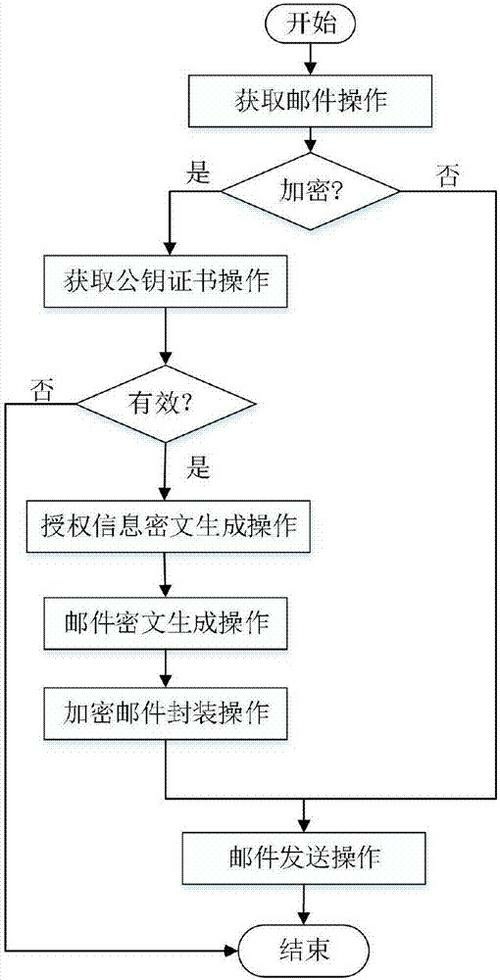 开始
获取邮件操作
是
加密?
否
获取公钥证书操作
否
有效?
是
授权信息密文生成操作
邮件密文生成操作
加密邮件封装操作
邮件发送操作
结束